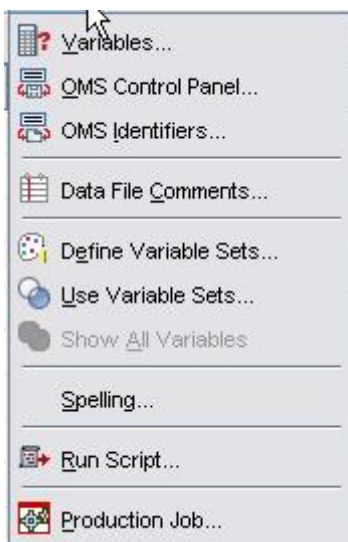 Variables...
OMS Control Panel...
OMS Identifiers...
Data File Comments...
Define Variable Sets...
Use Variable Sets...
Show All Variables
Spelling...
Run Script...
Production Job...